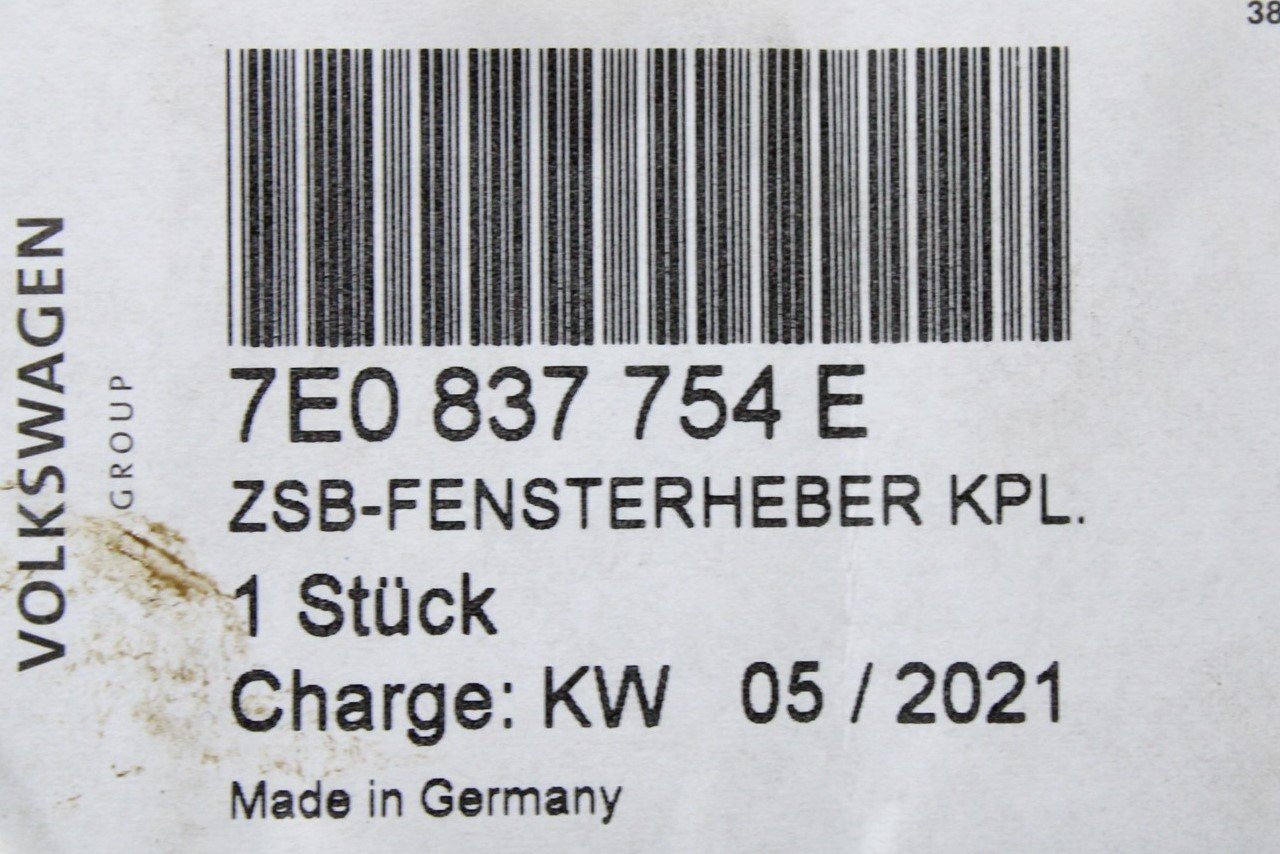 38
VOLKSWAGEN
GROUP
7E0 837 754 E
ZSB-FENSTERHEBER KPL.
1 Stück
Charge: KW 05 / 2021
Made in Germany